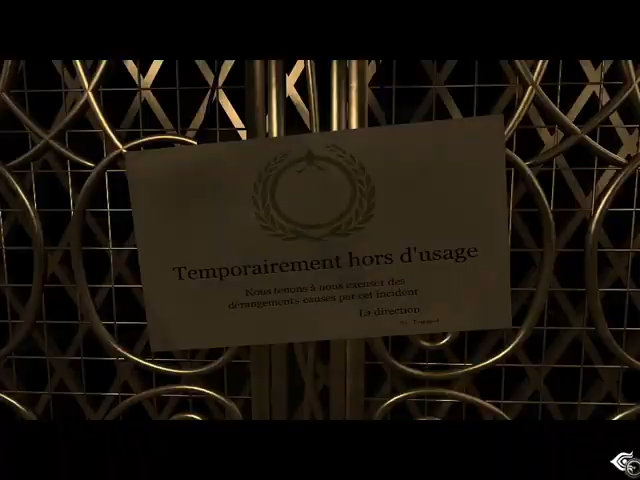 Temporairement hors d'usage
Nous tenons à nous excuser des
dérangements causés par cet incident
La direction